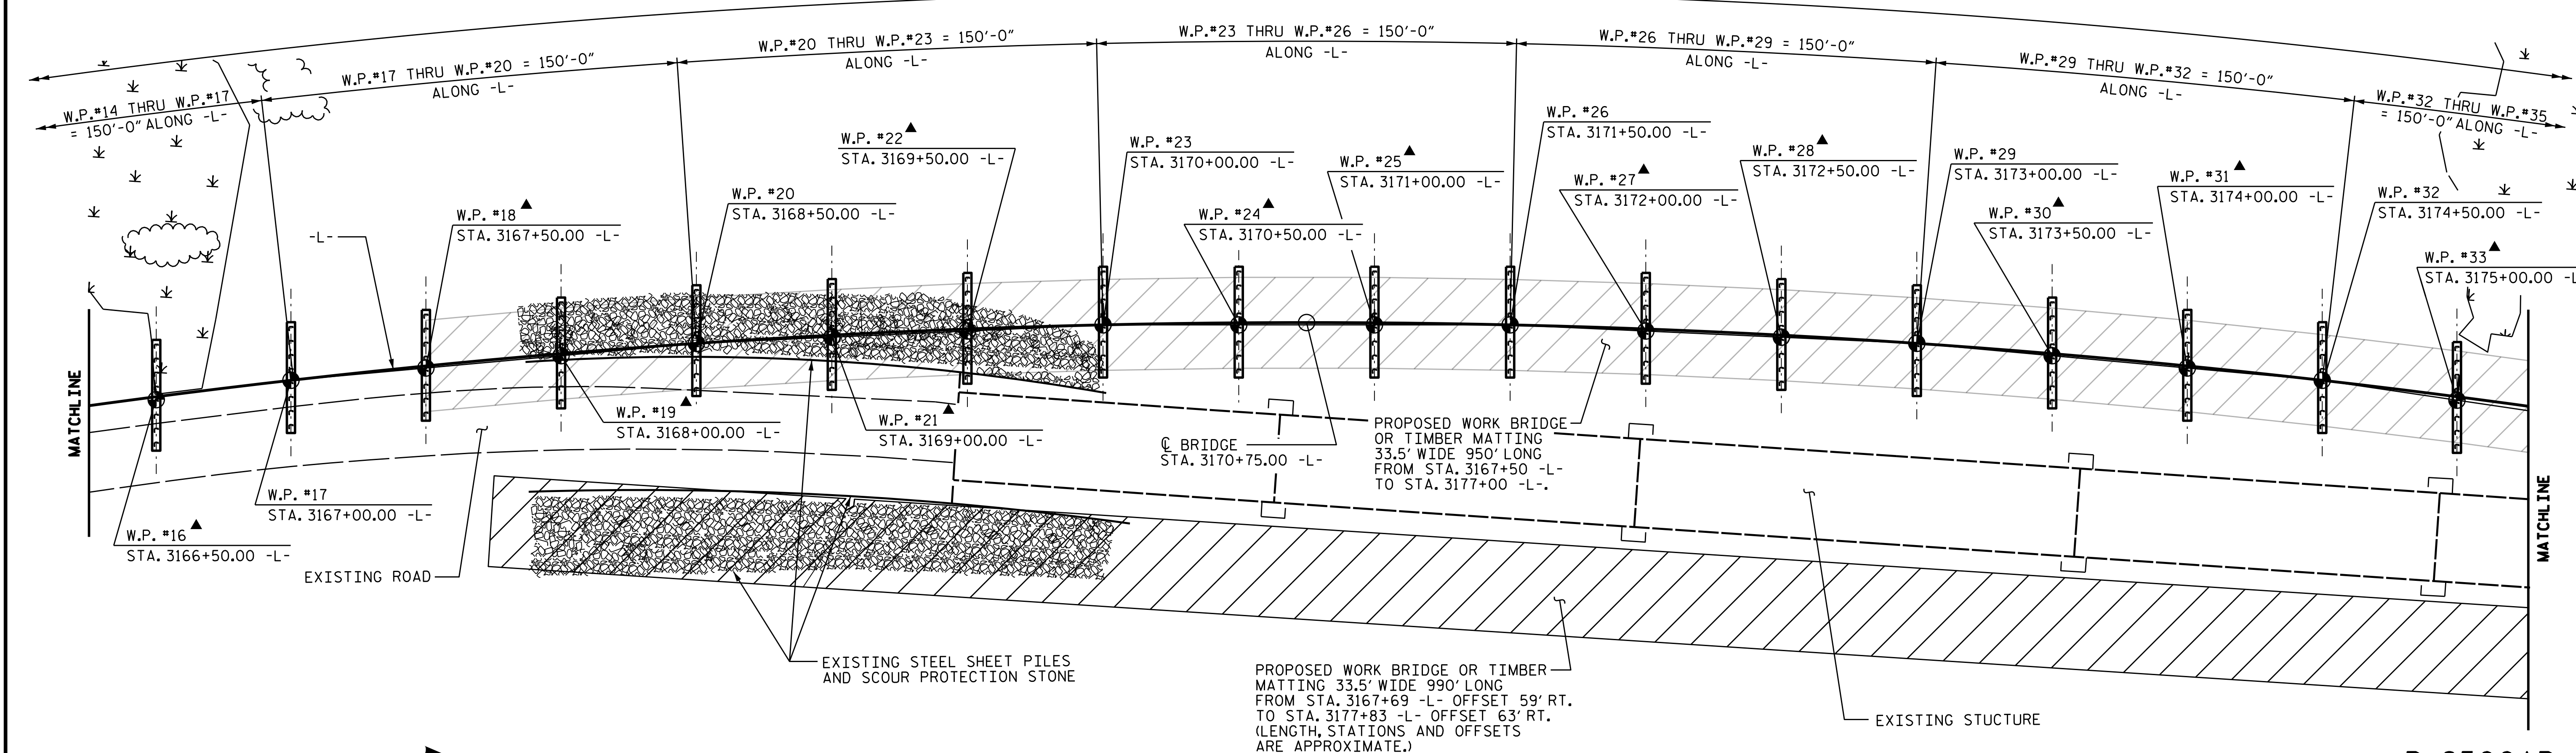 W.P.#14 THRU W.P.#17
= 150'-0" ALONG -L-
W.P.#17 THRU W.P.#20 = 150'-0"
ALONG -L-
W.P.#20 THRU W.P.#23 = 150'-0"
ALONG -L-
W.P.#23 THRU W.P.#26 = 150'-0"
ALONG -L-
W.P.#26 THRU W.P.#29 = 150'-0"
ALONG -L-
W.P.#29 THRU W.P.#32 = 150'-0"
ALONG -L-
W.P.#32 THRU W.P.#35
= 150'-0" ALONG -L-
W.P. #18▲
STA. 3167+50.00 -L-
W.P. #20
STA. 3168+50.00 -L-
W.P. #22▲
STA. 3169+50.00 -L-
W.P. #23
STA. 3170+00.00 -L-
W.P. #24▲
STA. 3170+50.00 -L-
W.P. #25▲
STA. 3171+00.00 -L-
W.P. #26
STA. 3171+50.00 -L-
W.P. #27▲
STA. 3172+00.00 -L-
W.P. #28▲
STA. 3172+50.00 -L-
W.P. #29
STA. 3173+00.00 -L-
W.P. #30▲
STA. 3173+50.00 -L-
W.P. #31▲
STA. 3174+00.00 -L-
W.P. #32
STA. 3174+50.00 -L-
W.P. #33▲
STA. 3175+00.00 -L
-L-
MATCHLINE
W.P. #16▲
STA. 3166+50.00 -L-
W.P. #17
STA. 3167+00.00 -L-
W.P. #19▲
STA. 3168+00.00 -L-
W.P. #21▲
STA. 3169+00.00 -L-
℄ BRIDGE
STA. 3170+75.00 -L-
PROPOSED WORK BRIDGE
OR TIMBER MATTING
33.5' WIDE 950' LONG
FROM STA. 3167+50 -L-
TO STA. 3177+00 -L-.
MATCHLINE
EXISTING ROAD
EXISTING STEEL SHEET PILES
AND SCOUR PROTECTION STONE
PROPOSED WORK BRIDGE OR TIMBER
MATTING 33.5' WIDE 990' LONG
FROM STA. 3167+69 -L- OFFSET 59' RT.
TO STA. 3177+83 -L- OFFSET 63' RT.
(LENGTH, STATIONS AND OFFSETS
ARE APPROXIMATE.)
EXISTING STUCTURE